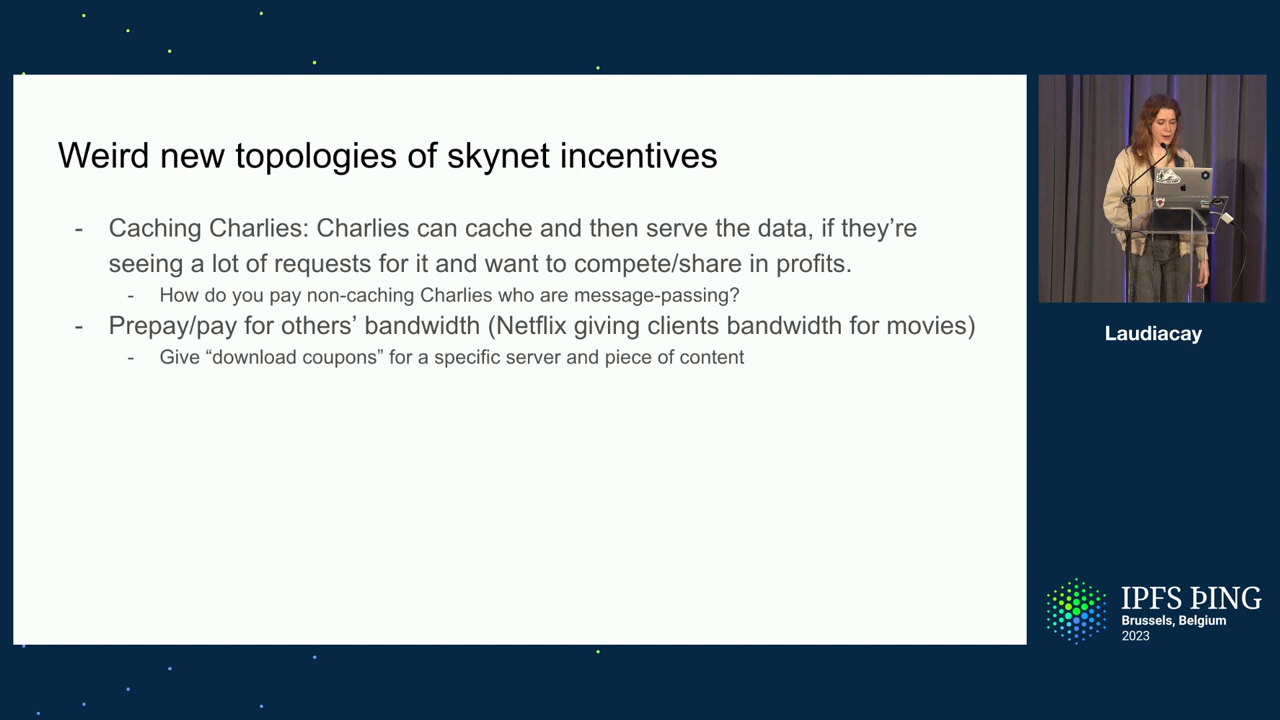 Weird new topologies of skynet incentives
- Caching Charlies: Charlies can cache and then serve the data, if they’re
seeing a lot of requests for it and want to compete/share in profits.
- How do you pay non-caching Charlies who are message-passing?
- Prepay/pay for others’ bandwidth (Netflix giving clients bandwidth for movies)
- Give “download coupons” for a specific server and piece of content
Laudiacay
IPFS ÞING
Brussels, Belgium
2023